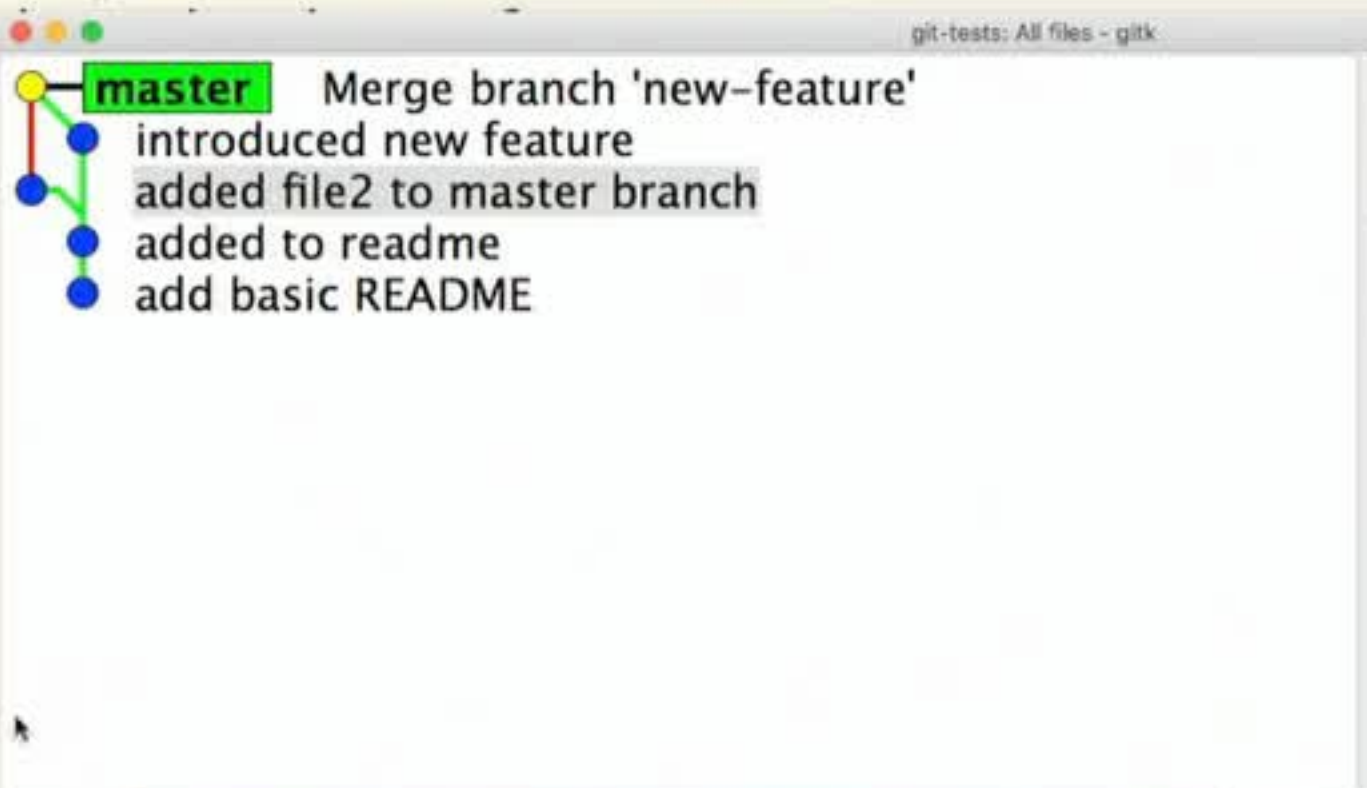 git-tests: All files - gitk
master Merge branch 'new-feature'
introduced new feature
added file2 to master branch
added to readme
add basic README